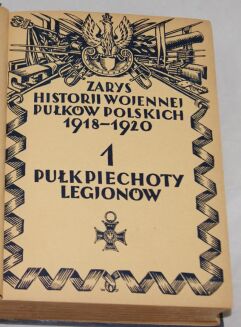 ZARYS
HISTORII WOJENNEJ
PUŁKÓW POLSKICH
1918–1920
1
PUŁK PIECHOTY
LEGIONÓW